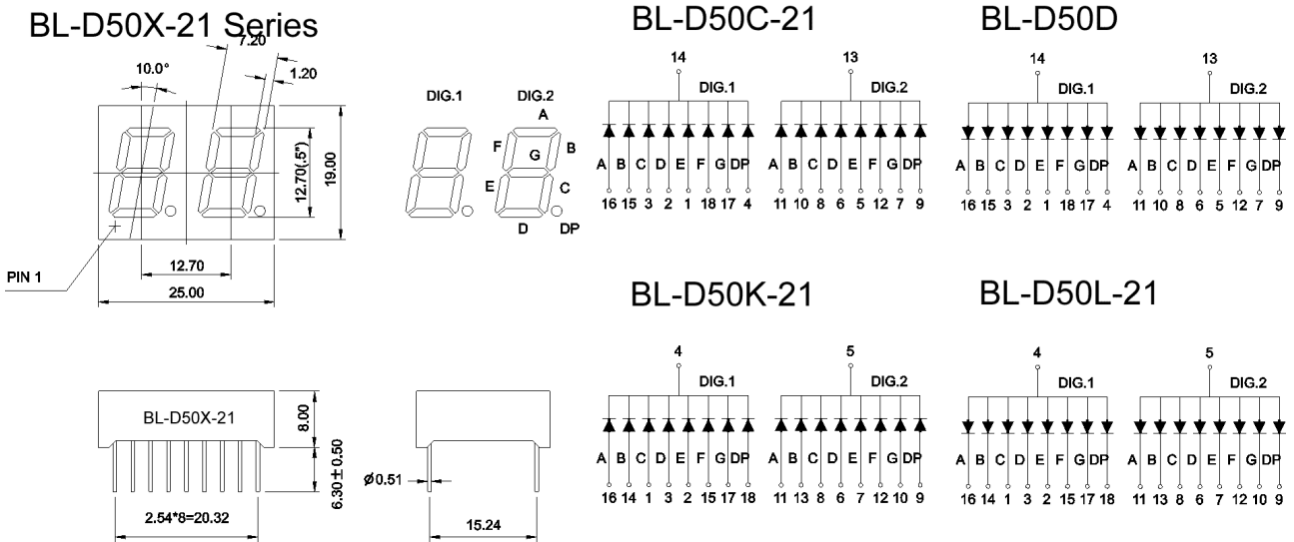 BL-D50X-21 Series
7.20
10.0°
1.20
12.70(.5")
19.00
PIN 1
12.70
25.00
DIG.1 DIG.2
A
F B
G
E C
D DP
BL-D50C-21
14 13
DIG.1 DIG.2
A B C D E F G DP A B C D E F G DP
16 15 3 2 1 18 17 4 11 10 8 6 5 12 7 9
BL-D50D
14 13
DIG.1 DIG.2
A B C D E F G DP A B C D E F G DP
16 15 3 2 1 18 17 4 11 10 8 6 5 12 7 9
BL-D50X-21
8.00
6.30±0.50
2.54*8=20.32
Ø0.51
15.24
BL-D50K-21
4 5
DIG.1 DIG.2
A B C D E F G DP A B C D E F G DP
16 14 1 3 2 15 17 18 11 13 8 6 7 12 10 9
BL-D50L-21
4 5
DIG.1 DIG.2
A B C D E F G DP A B C D E F G DP
16 14 1 3 2 15 17 18 11 13 8 6 7 12 10 9